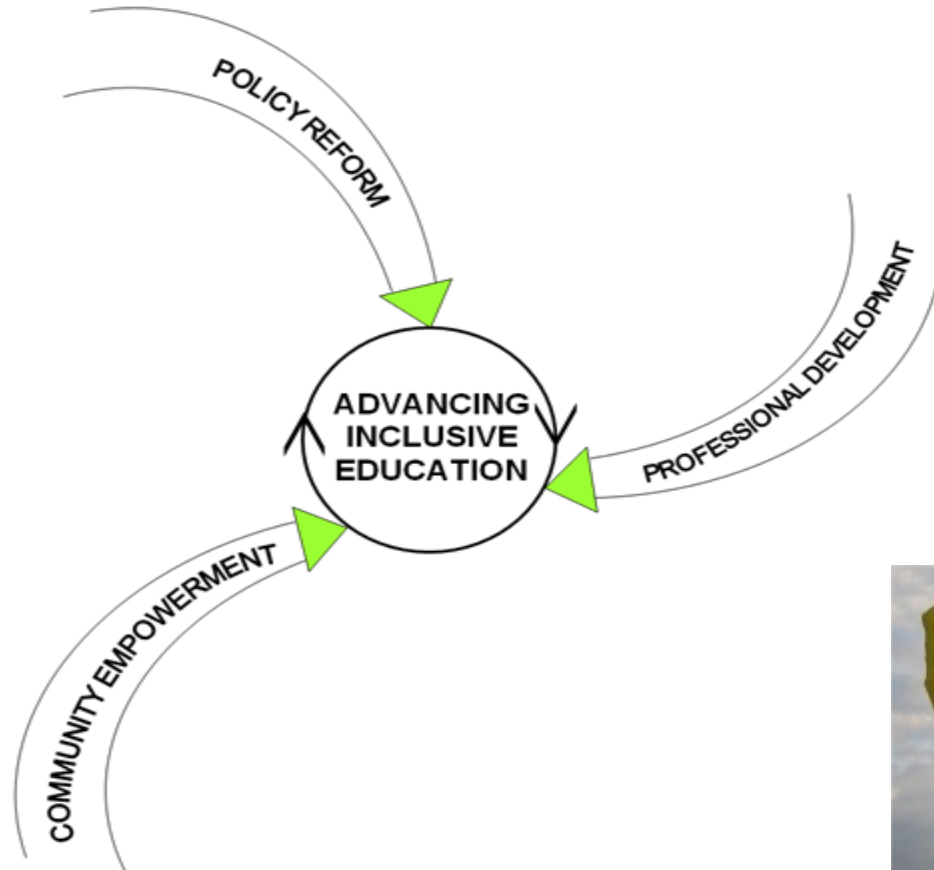 POLICY REFORM
PROFESSIONAL DEVELOPMENT
ADVANCING
INCLUSIVE
EDUCATION
COMMUNITY EMPOWERMENT